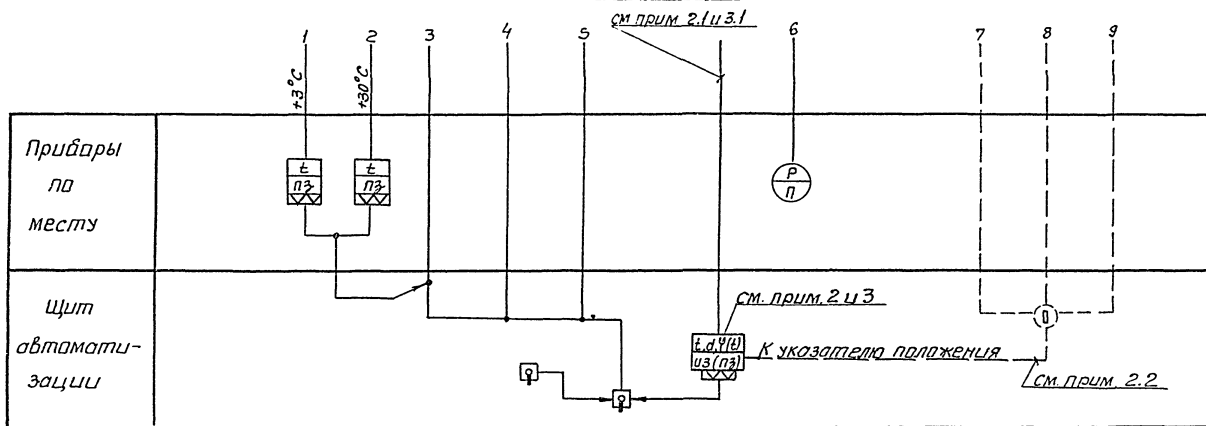 см прим. 2.1 и 3.1
1 2 3 4 5 6 7 8 9
+3°С
+30°С
Приборы
по
месту
t
ПЗ
t
ПЗ
Р
П
Щит
автомати-
зации
см. прим. 2 и 3
t,d,φ(t)
ИЗ(ПЗ)
К указателю положения
см. прим. 2.2